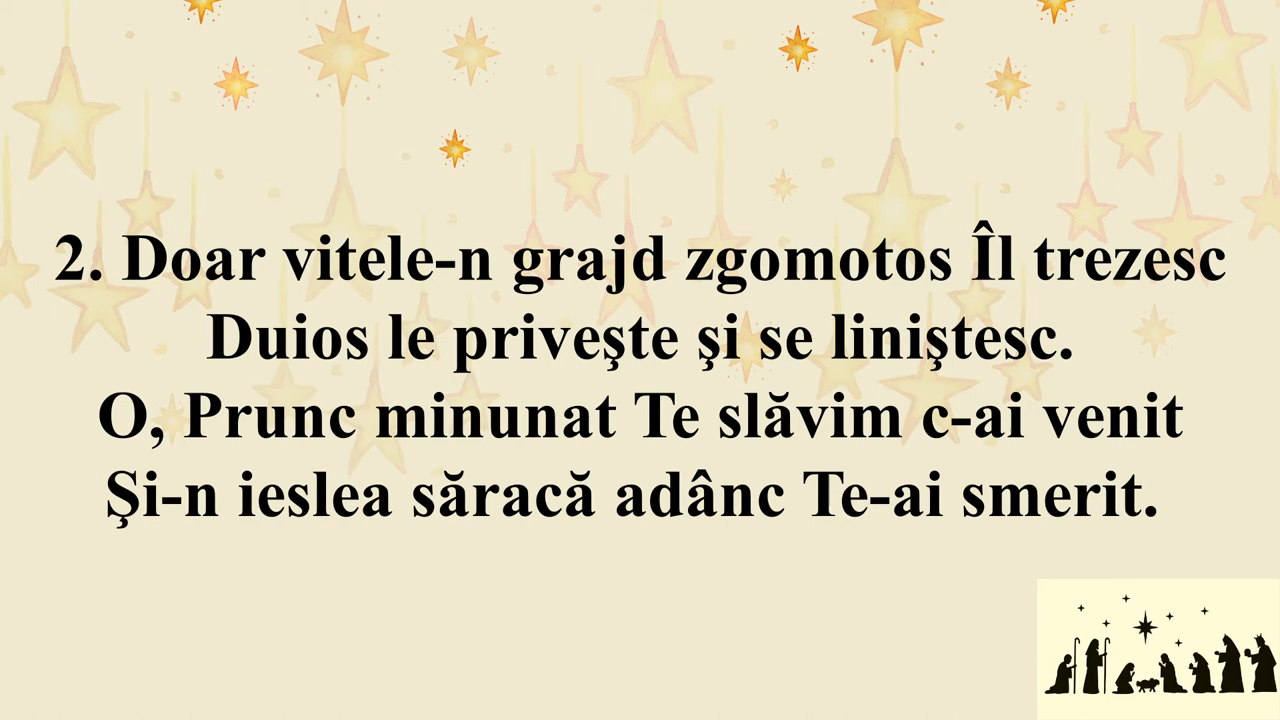 2. Doar vitele-n grajd zgomotos Îl trezesc
Duios le priveşte şi se liniştesc.
O, Prunc minunat Te slăvim c-ai venit
Şi-n ieslea săracă adânc Te-ai smerit.